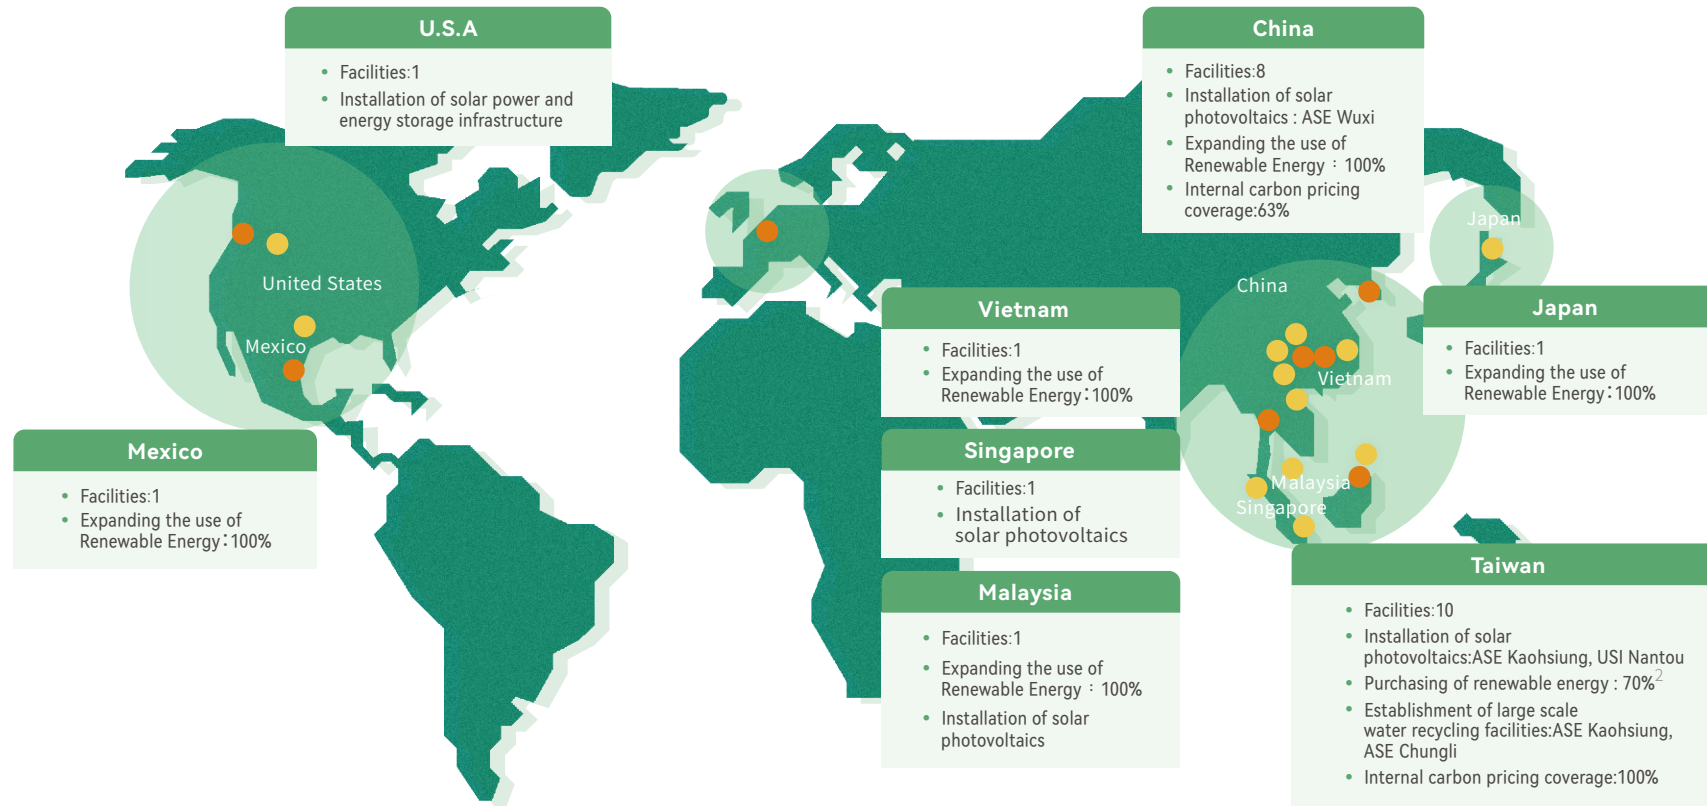 U.S.A
• Facilities:1
• Installation of solar power and
energy storage infrastructure
China
• Facilities:8
• Installation of solar
photovoltaics : ASE Wuxi
• Expanding the use of
Renewable Energy : 100%
• Internal carbon pricing
coverage:63%
Japan
United States
China
Mexico
Vietnam
Malaysia
Singapore
Vietnam
• Facilities:1
• Expanding the use of
Renewable Energy:100%
Japan
• Facilities:1
• Expanding the use of
Renewable Energy:100%
Mexico
• Facilities:1
• Expanding the use of
Renewable Energy:100%
Singapore
• Facilities:1
• Installation of
solar photovoltaics
Malaysia
• Facilities:1
• Expanding the use of
Renewable Energy : 100%
• Installation of solar
photovoltaics
Taiwan
• Facilities:10
• Installation of solar
photovoltaics:ASE Kaohsiung, USI Nantou
• Purchasing of renewable energy : 70%2
• Establishment of large scale
water recycling facilities:ASE Kaohsiung,
ASE Chungli
• Internal carbon pricing coverage:100%